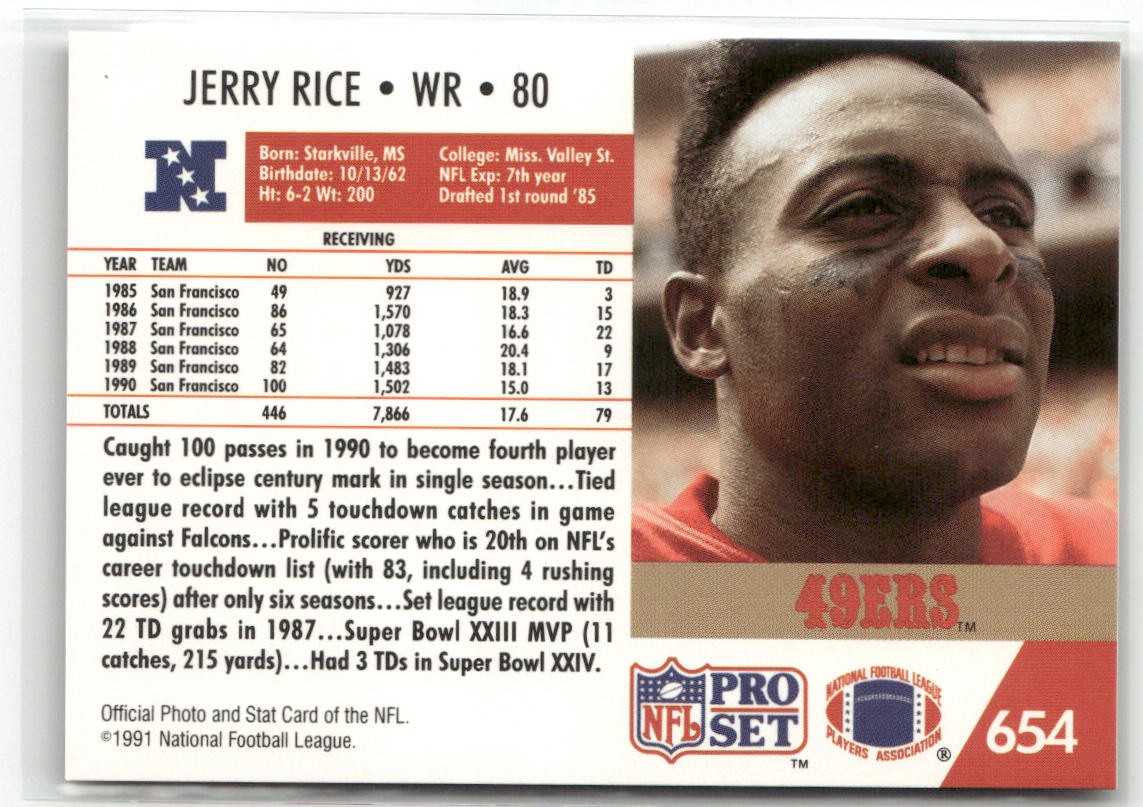 JERRY RICE • WR • 80
N
Born: Starkville, MS
Birthdate: 10/13/62
Ht: 6-2 Wt: 200
College: Miss. Valley St.
NFL Exp: 7th year
Drafted 1st round '85
RECEIVING
YEAR TEAM NO YDS AVG TD
1985 San Francisco 49 927 18.9 3
1986 San Francisco 86 1,570 18.3 15
1987 San Francisco 65 1,078 16.6 22
1988 San Francisco 64 1,306 20.4 9
1989 San Francisco 82 1,483 18.1 17
1990 San Francisco 100 1,502 15.0 13
TOTALS 446 7,866 17.6 79
Caught 100 passes in 1990 to become fourth player
ever to eclipse century mark in single season...Tied
league record with 5 touchdown catches in game
against Falcons...Prolific scorer who is 20th on NFL's
career touchdown list (with 83, including 4 rushing
scores) after only six seasons...Set league record with
22 TD grabs in 1987...Super Bowl XXIII MVP (11
catches, 215 yards)...Had 3 TDs in Super Bowl XXIV.
Official Photo and Stat Card of the NFL.
©1991 National Football League.
49ERS™
NFL PRO
SET™
NATIONAL FOOTBALL LEAGUE
PLAYERS ASSOCIATION®
654